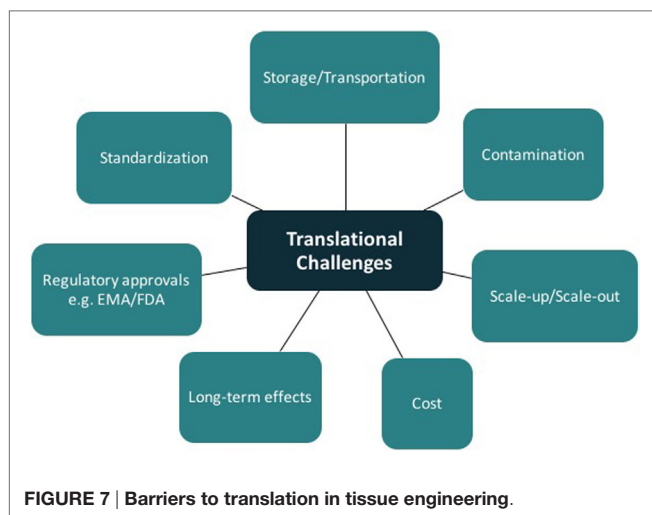 Storage/Transportation
Standardization
Contamination
Translational
Challenges
Regulatory approvals
e.g. EMA/FDA
Scale-up/Scale-out
Long-term effects
Cost
FIGURE 7 | Barriers to translation in tissue engineering.